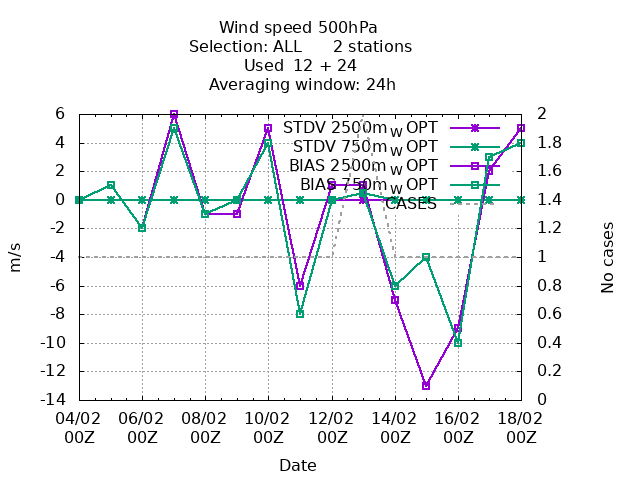 Wind speed 500hPa
Selection: ALL 2 stations
Used 12 + 24
Averaging window: 24h
6 2
4 1.8
2 1.6
0 1.4
-2 1.2
-4 1
-6 0.8
-8 0.6
-10 0.4
-12 0.2
-14 0
STDV 2500m_W OPT
STDV 750m_W OPT
BIAS 2500m_W OPT
BIAS 750m_W OPT
CASES
m/s
No cases
04/02 06/02 08/02 10/02 12/02 14/02 16/02 18/02
00Z 00Z 00Z 00Z 00Z 00Z 00Z 00Z
Date